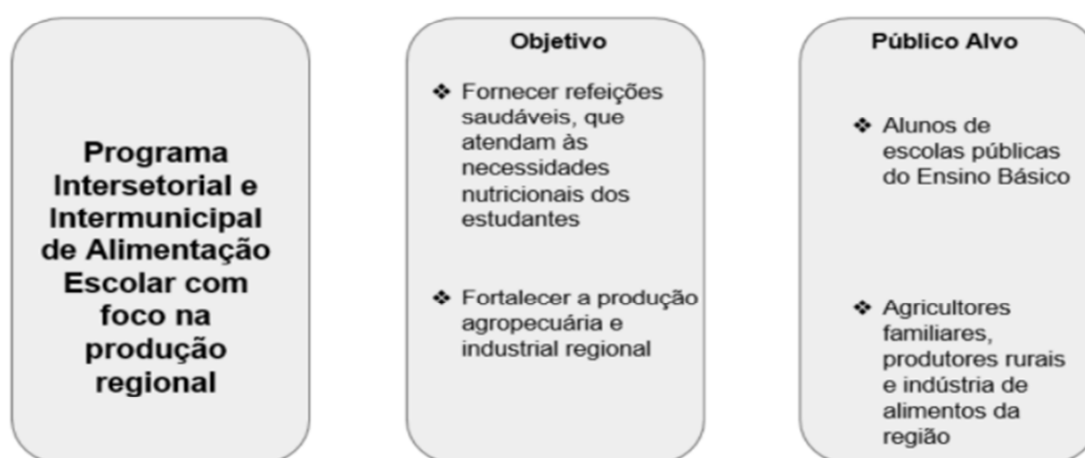 Programa
Intersetorial e
Intermunicipal
de Alimentação
Escolar com
foco na
produção
regional
Objetivo
❖ Fornecer refeições
saudáveis, que
atendam às
necessidades
nutricionais dos
estudantes
❖ Fortalecer a produção
agropecuária e
industrial regional
Público Alvo
❖ Alunos de
escolas públicas
do Ensino Básico
❖ Agricultores
familiares,
produtores rurais
e indústria de
alimentos da
região